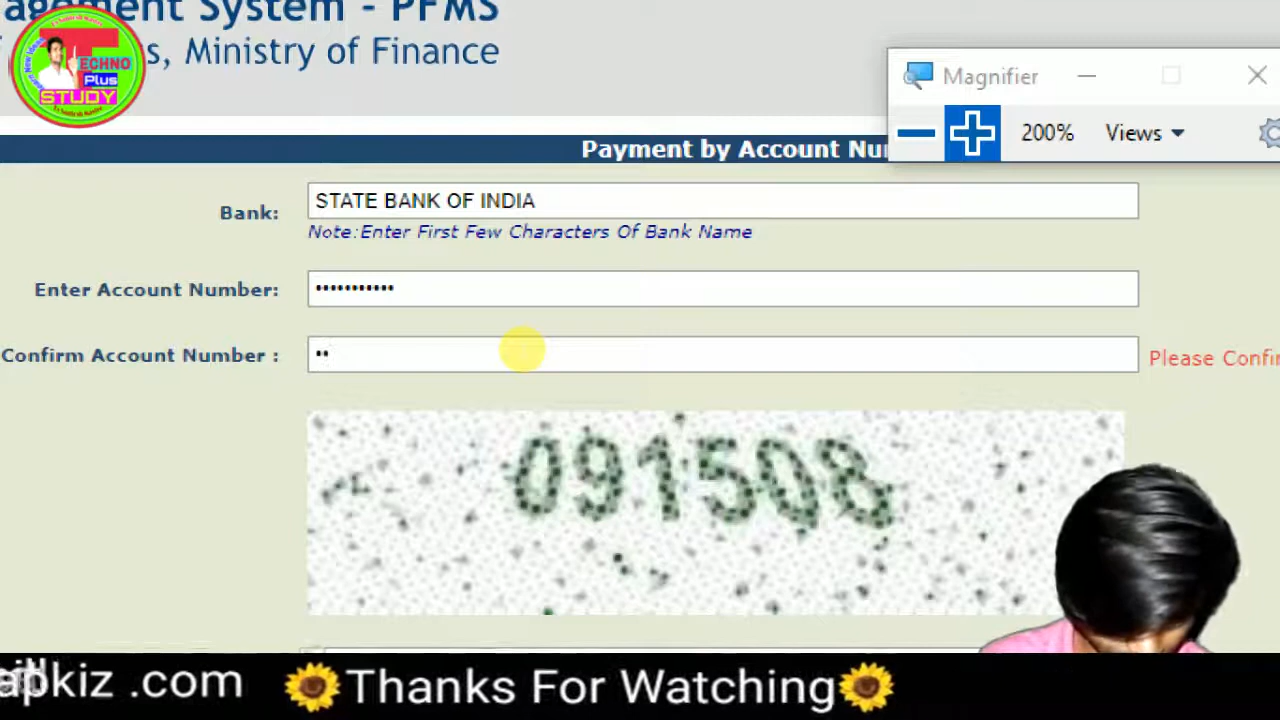 agement System - PFMS
s, Ministry of Finance
TECHNO
Plus
STUDY
Magnifier
200% Views
Payment by Account Nu
Bank: STATE BANK OF INDIA
Note:Enter First Few Characters Of Bank Name
Enter Account Number: •••••••••••
Confirm Account Number : •• Please Confir
091508
apkiz .com 🌻Thanks For Watching🌻